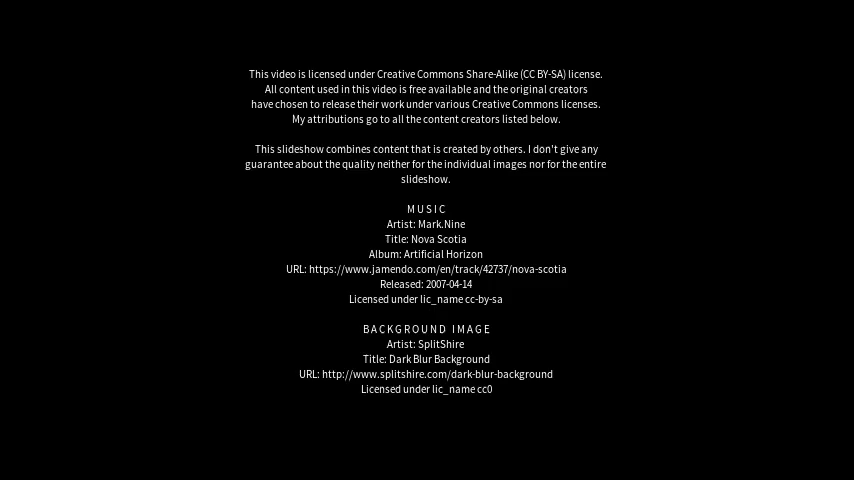 This video is licensed under Creative Commons Share-Alike (CC BY-SA) license.
All content used in this video is free available and the original creators
have chosen to release their work under various Creative Commons licenses.
My attributions go to all the content creators listed below.
This slideshow combines content that is created by others. I don't give any
guarantee about the quality neither for the individual images nor for the entire
slideshow.
MUSIC
Artist: Mark.Nine
Title: Nova Scotia
Album: Artificial Horizon
URL: https://www.jamendo.com/en/track/42737/nova-scotia
Released: 2007-04-14
Licensed under lic_name cc-by-sa
BACKGROUND IMAGE
Artist: SplitShire
Title: Dark Blur Background
URL: http://www.splitshire.com/dark-blur-background
Licensed under lic_name cc0